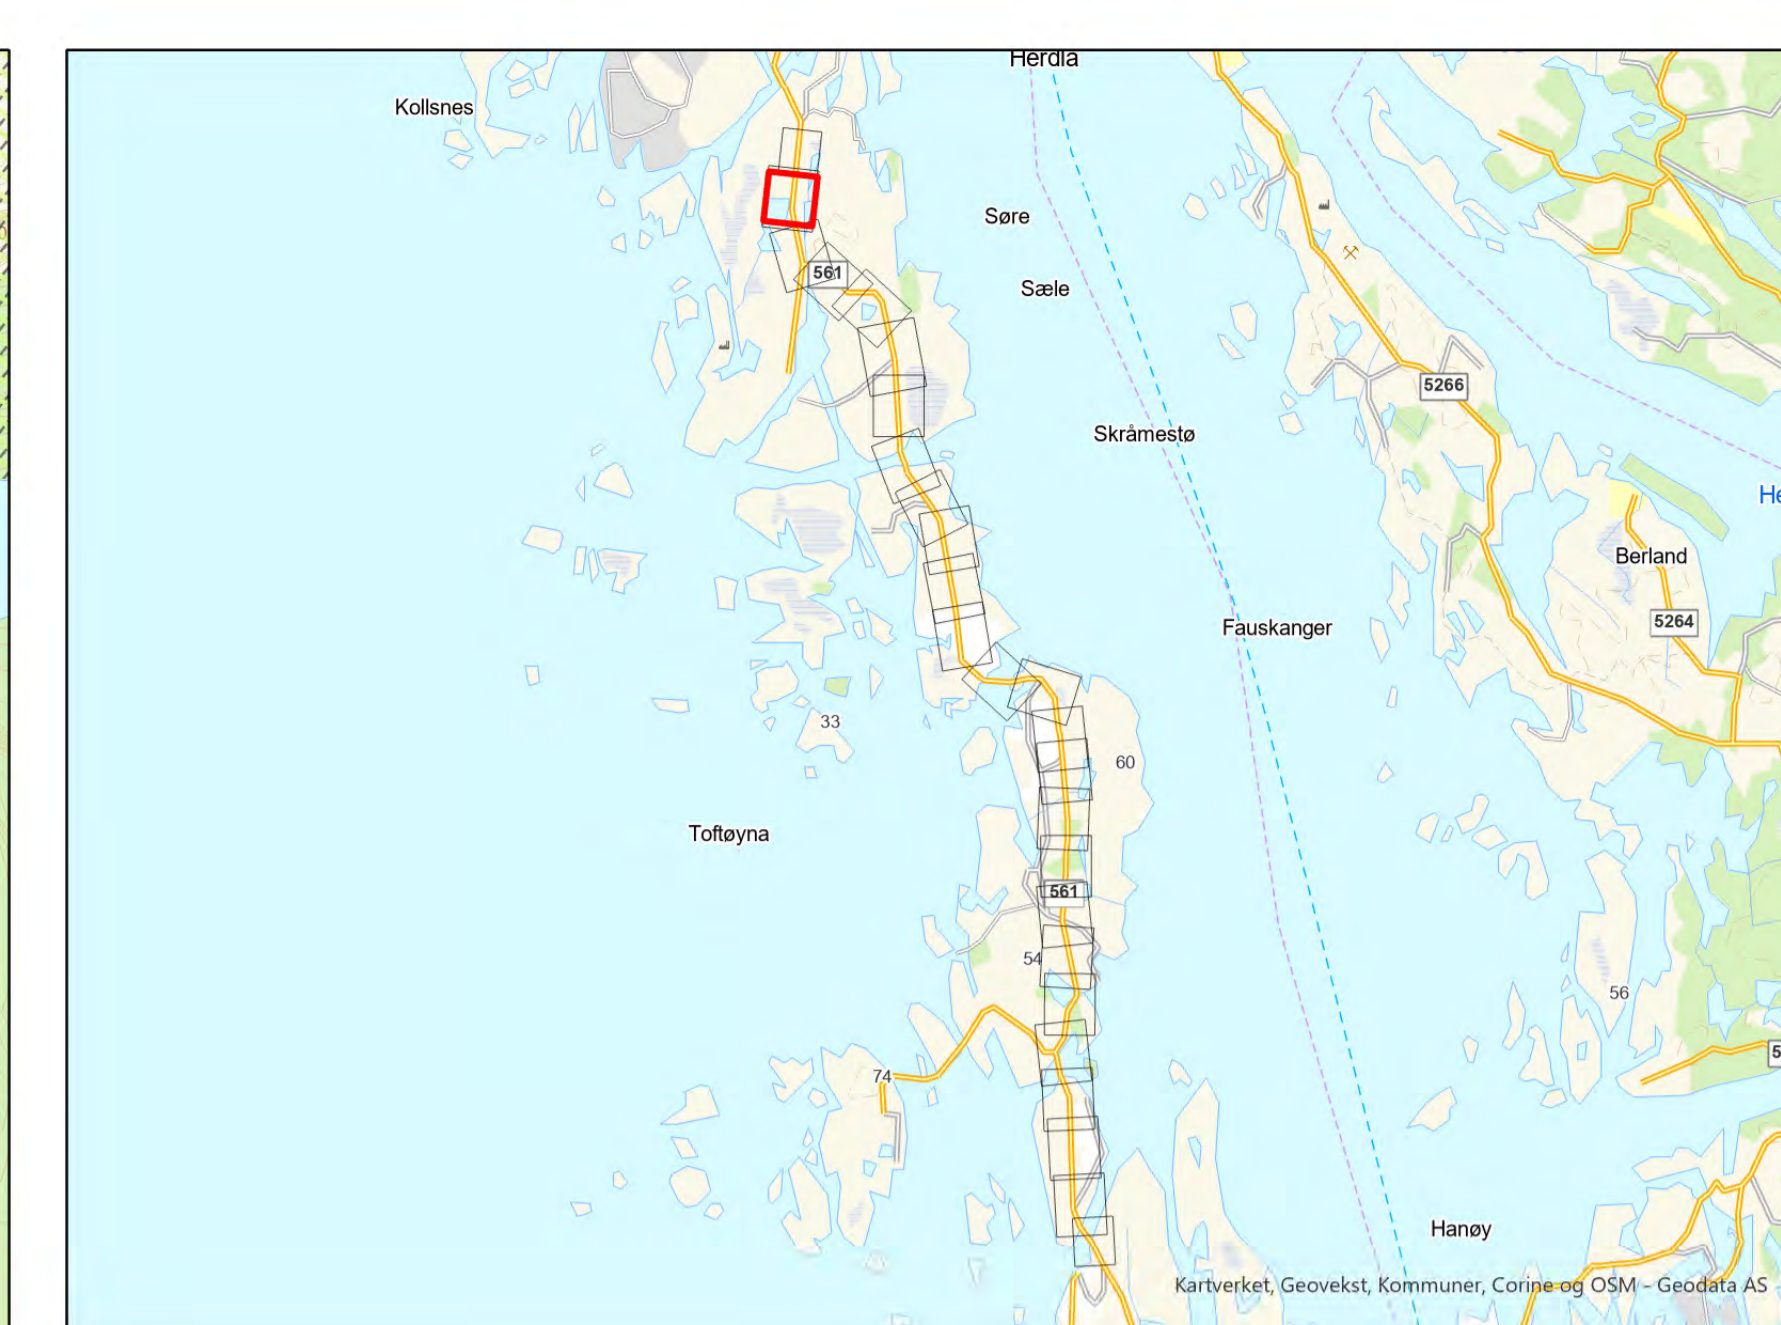 Herdla
Kollsnes
Søre
561
Sæle
5266
Skråmestø
He
Berland
5264
Fauskanger
33
60
Toftøyna
561
54
56
5
74
Hanøy
Kartverket, Geovekst, Kommuner, Corine og OSM - Geodata AS